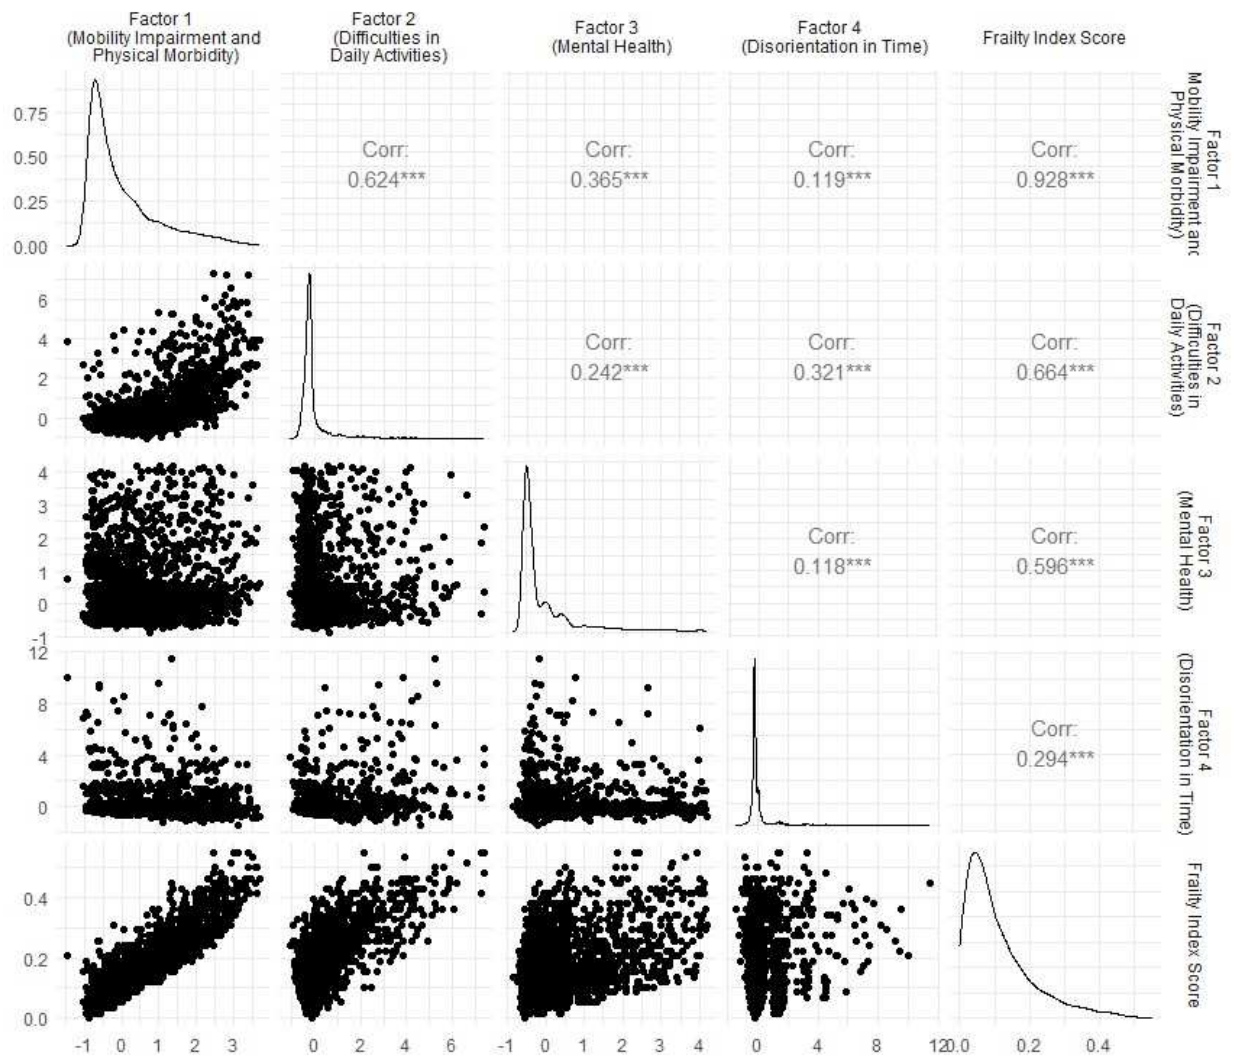 Factor 1
(Mobility Impairment and
Physical Morbidity)
Factor 2
(Difficulties in
Daily Activities)
Factor 3
(Mental Health)
Factor 4
(Disorientation in Time)
Frailty Index Score
0.75
0.50
0.25
0.00
Corr:
0.624***
Corr:
0.365***
Corr:
0.119***
Corr:
0.928***
Factor 1
Mobility Impairment and
Physical Morbidity)
6
4
2
0
Corr:
0.242***
Corr:
0.321***
Corr:
0.664***
Factor 2
(Difficulties in
Daily Activities)
4
3
2
1
0
-1
Corr:
0.118***
Corr:
0.596***
Factor 3
(Mental Health)
12
8
4
0
Corr:
0.294***
Factor 4
(Disorientation in Time)
0.4
0.2
0.0
Frailty Index Score
-1 0 1 2 3
0 2 4 6
-1 0 1 2 3 4
0 4 8 12
0.0 0.2 0.4